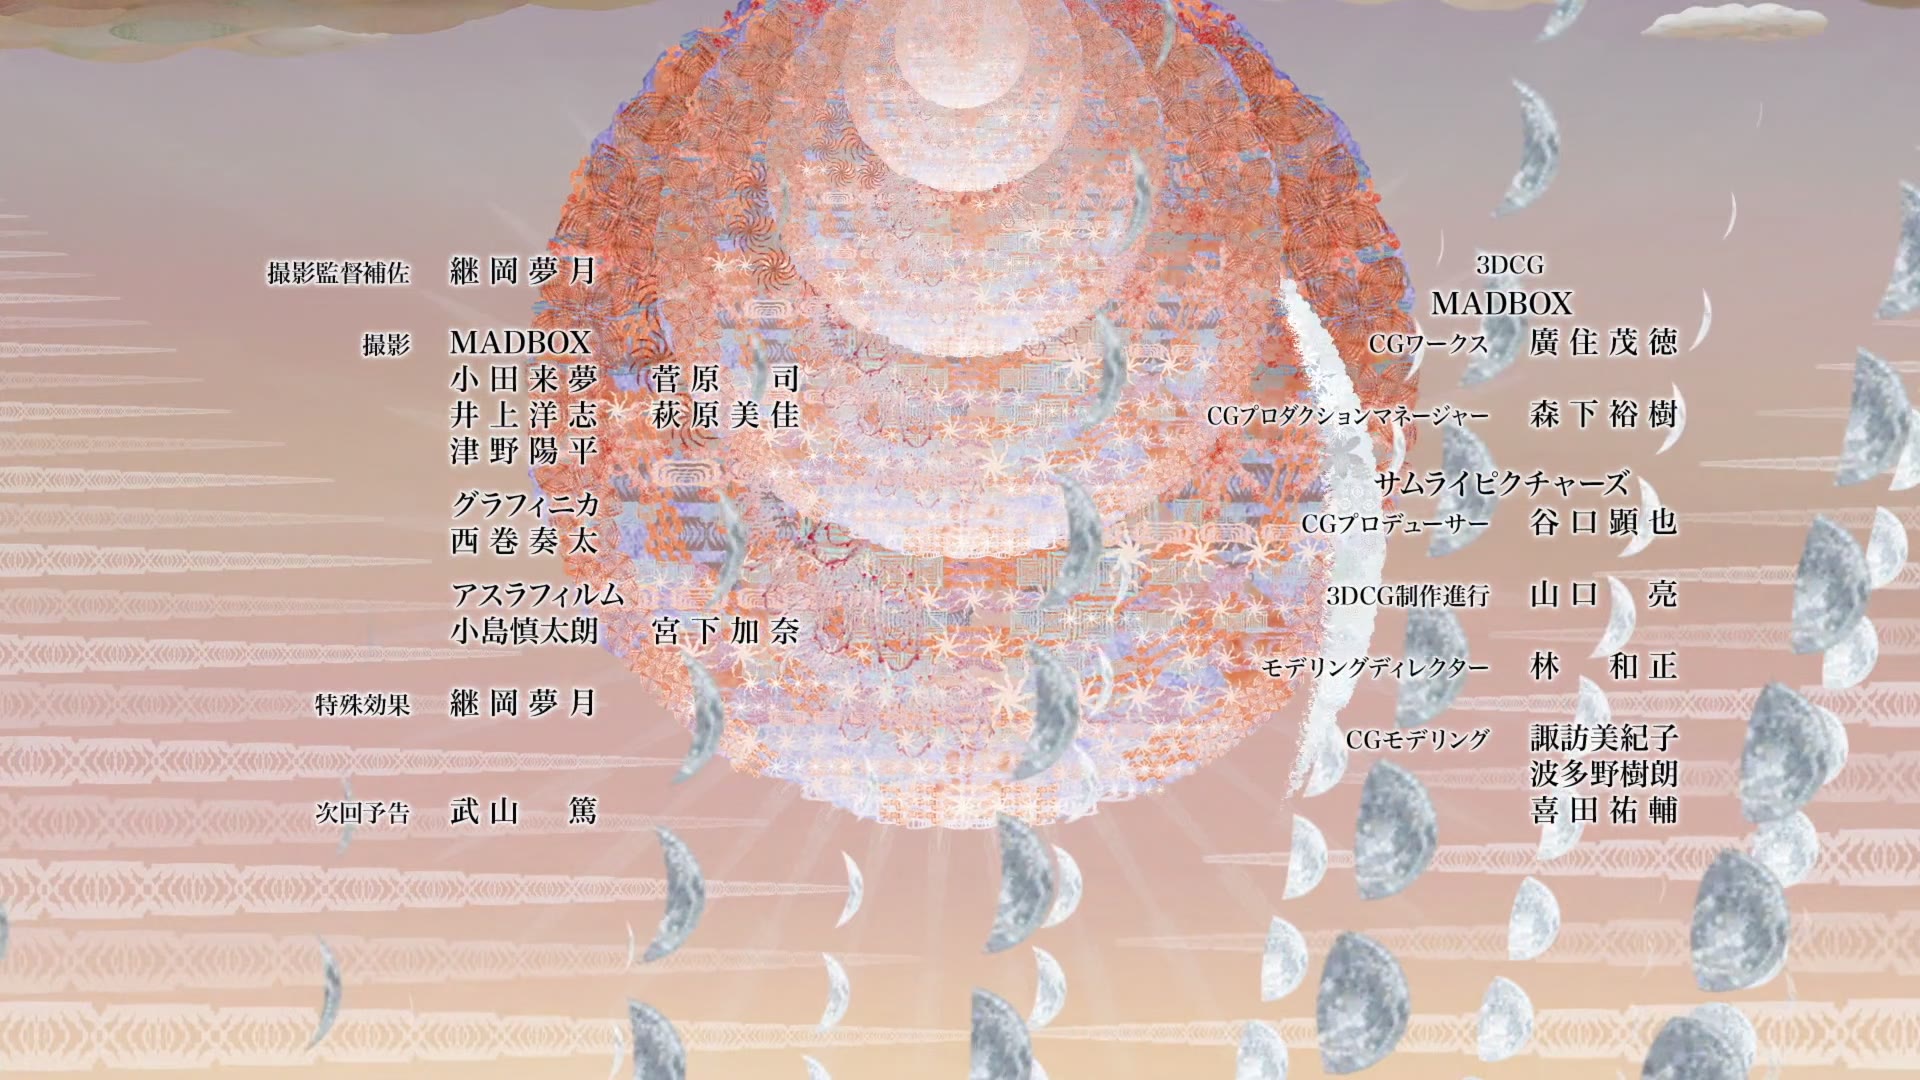 撮影監督補佐 継岡夢月
撮影 MADBOX
小田来夢 菅原 司
井上洋志 萩原美佳
津野陽平
グラフィニカ
西巻奏太
アスラフィルム
小島慎太朗 宮下加奈
特殊効果 継岡夢月
次回予告 武山 篤
3DCG
MADBOX
CGワークス 廣住茂徳
CGプロダクションマネージャー 森下裕樹
サムライピクチャーズ
CGプロデューサー 谷口顕也
3DCG制作進行 山口 亮
モデリングディレクター 林 和正
CGモデリング 諏訪美紀子
波多野樹朗
喜田祐輔